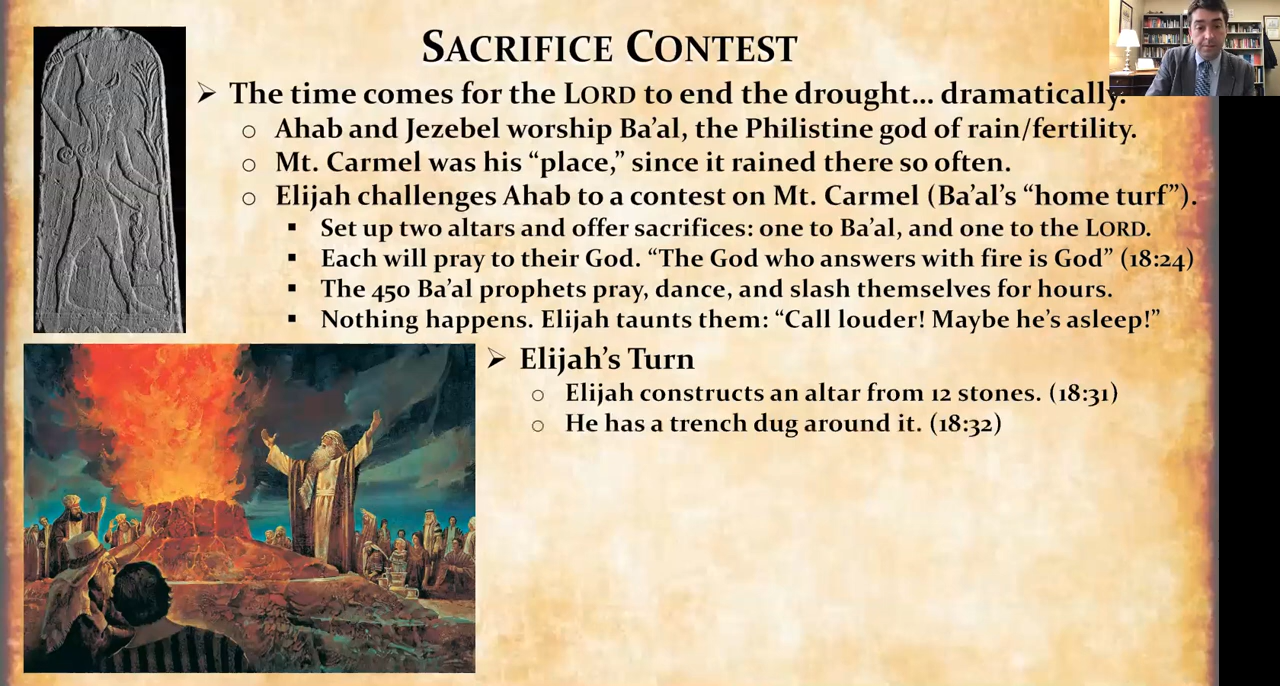 SACRIFICE CONTEST
The time comes for the LORD to end the drought… dramatically.
Ahab and Jezebel worship Ba’al, the Philistine god of rain/fertility.
Mt. Carmel was his “place,” since it rained there so often.
Elijah challenges Ahab to a contest on Mt. Carmel (Ba’al’s “home turf”).
Set up two altars and offer sacrifices: one to Ba’al, and one to the LORD.
Each will pray to their God. “The God who answers with fire is God” (18:24)
The 450 Ba’al prophets pray, dance, and slash themselves for hours.
Nothing happens. Elijah taunts them: “Call louder! Maybe he’s asleep!”
Elijah’s Turn
Elijah constructs an altar from 12 stones. (18:31)
He has a trench dug around it. (18:32)